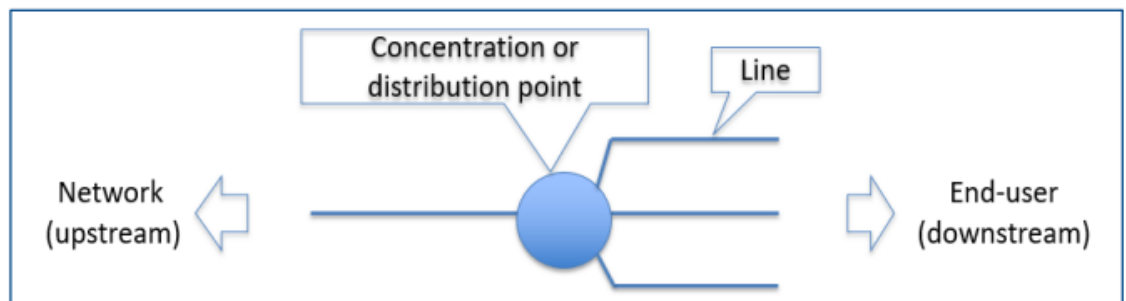 Concentration or
distribution point
Line
Network
(upstream)
End-user
(downstream)